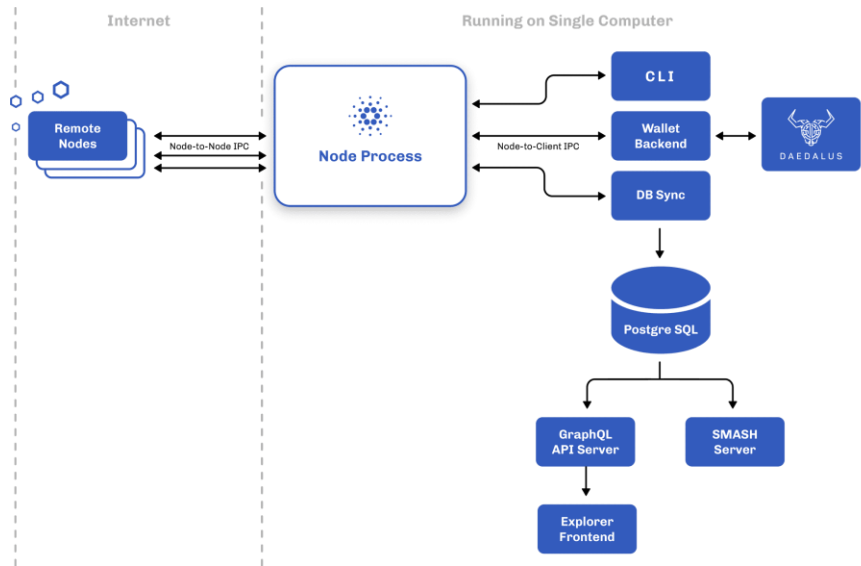 Internet
Running on Single Computer
Remote
Nodes
Node-to-Node IPC
Node Process
Node-to-Client IPC
CLI
Wallet
Backend
DAEDALUS
DB Sync
Postgre SQL
GraphQL
API Server
SMASH
Server
Explorer
Frontend